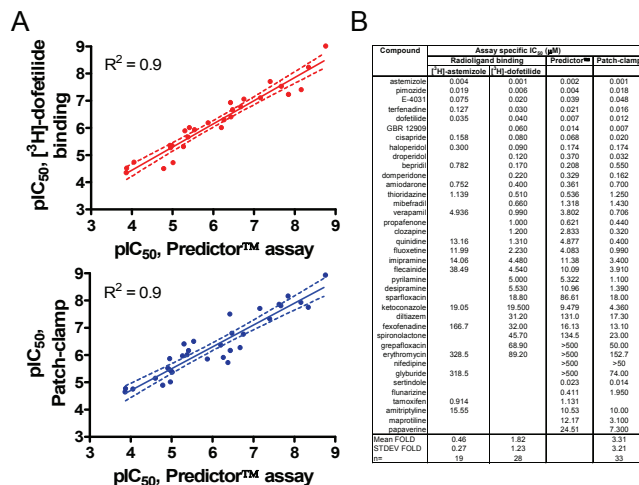 A
R² = 0.9
pIC₅₀, [³H]-dofetilide
binding
9
8
7
6
5
4
3
3 4 5 6 7 8 9
pIC₅₀, Predictor™ assay
R² = 0.9
pIC₅₀,
Patch-clamp
9
8
7
6
5
4
3
3 4 5 6 7 8 9
pIC₅₀, Predictor™ assay
B
Compound Assay specific IC₅₀ (µM)
Radioligand binding Predictor™ Patch-clamp
[³H]-astemizole [³H]-dofetilide
astemizole 0.004 0.001 0.002 0.001
pimozide 0.019 0.006 0.004 0.018
E-4031 0.075 0.020 0.039 0.048
terfenadine 0.127 0.030 0.021 0.016
dofetilide 0.035 0.040 0.007 0.012
GBR 12909 0.060 0.014 0.007
cisapride 0.158 0.080 0.068 0.020
haloperidol 0.300 0.090 0.174 0.174
droperidol 0.120 0.370 0.032
bepridil 0.782 0.170 0.208 0.550
domperidone 0.220 0.329 0.162
amiodarone 0.752 0.400 0.361 0.700
thioridazine 1.139 0.510 0.536 1.250
mibefradil 0.660 1.318 1.430
verapamil 4.936 0.990 3.802 0.706
propafenone 1.000 0.621 0.440
clozapine 1.200 2.833 0.320
quinidine 13.16 1.310 4.877 0.400
fluoxetine 11.99 2.230 4.083 0.990
imipramine 14.06 4.480 11.38 3.400
flecainide 38.49 4.540 10.09 3.910
pyrilamine 5.000 5.322 1.100
desipramine 5.530 10.96 1.390
sparfloxacin 18.80 86.61 18.00
ketoconazole 19.05 19.500 9.479 4.360
diltiazem 31.20 131.0 17.30
fexofenadine 166.7 32.00 16.13 13.10
spironolactone 45.70 134.5 23.00
grepafloxacin 68.90 >500 50.00
erythromycin 328.5 89.20 >500 152.7
nifedipine >500 >50
glyburide 318.5 >500 74.00
sertindole 0.023 0.014
flunarizine 0.411 1.950
tamoxifen 0.914 1.131
amitriptyline 15.55 10.53 10.00
maprotiline 12.17 3.100
papaverine 24.51 7.300
Mean FOLD 0.46 1.82 3.31
STDEV FOLD 0.27 1.23 3.21
n= 19 28 33